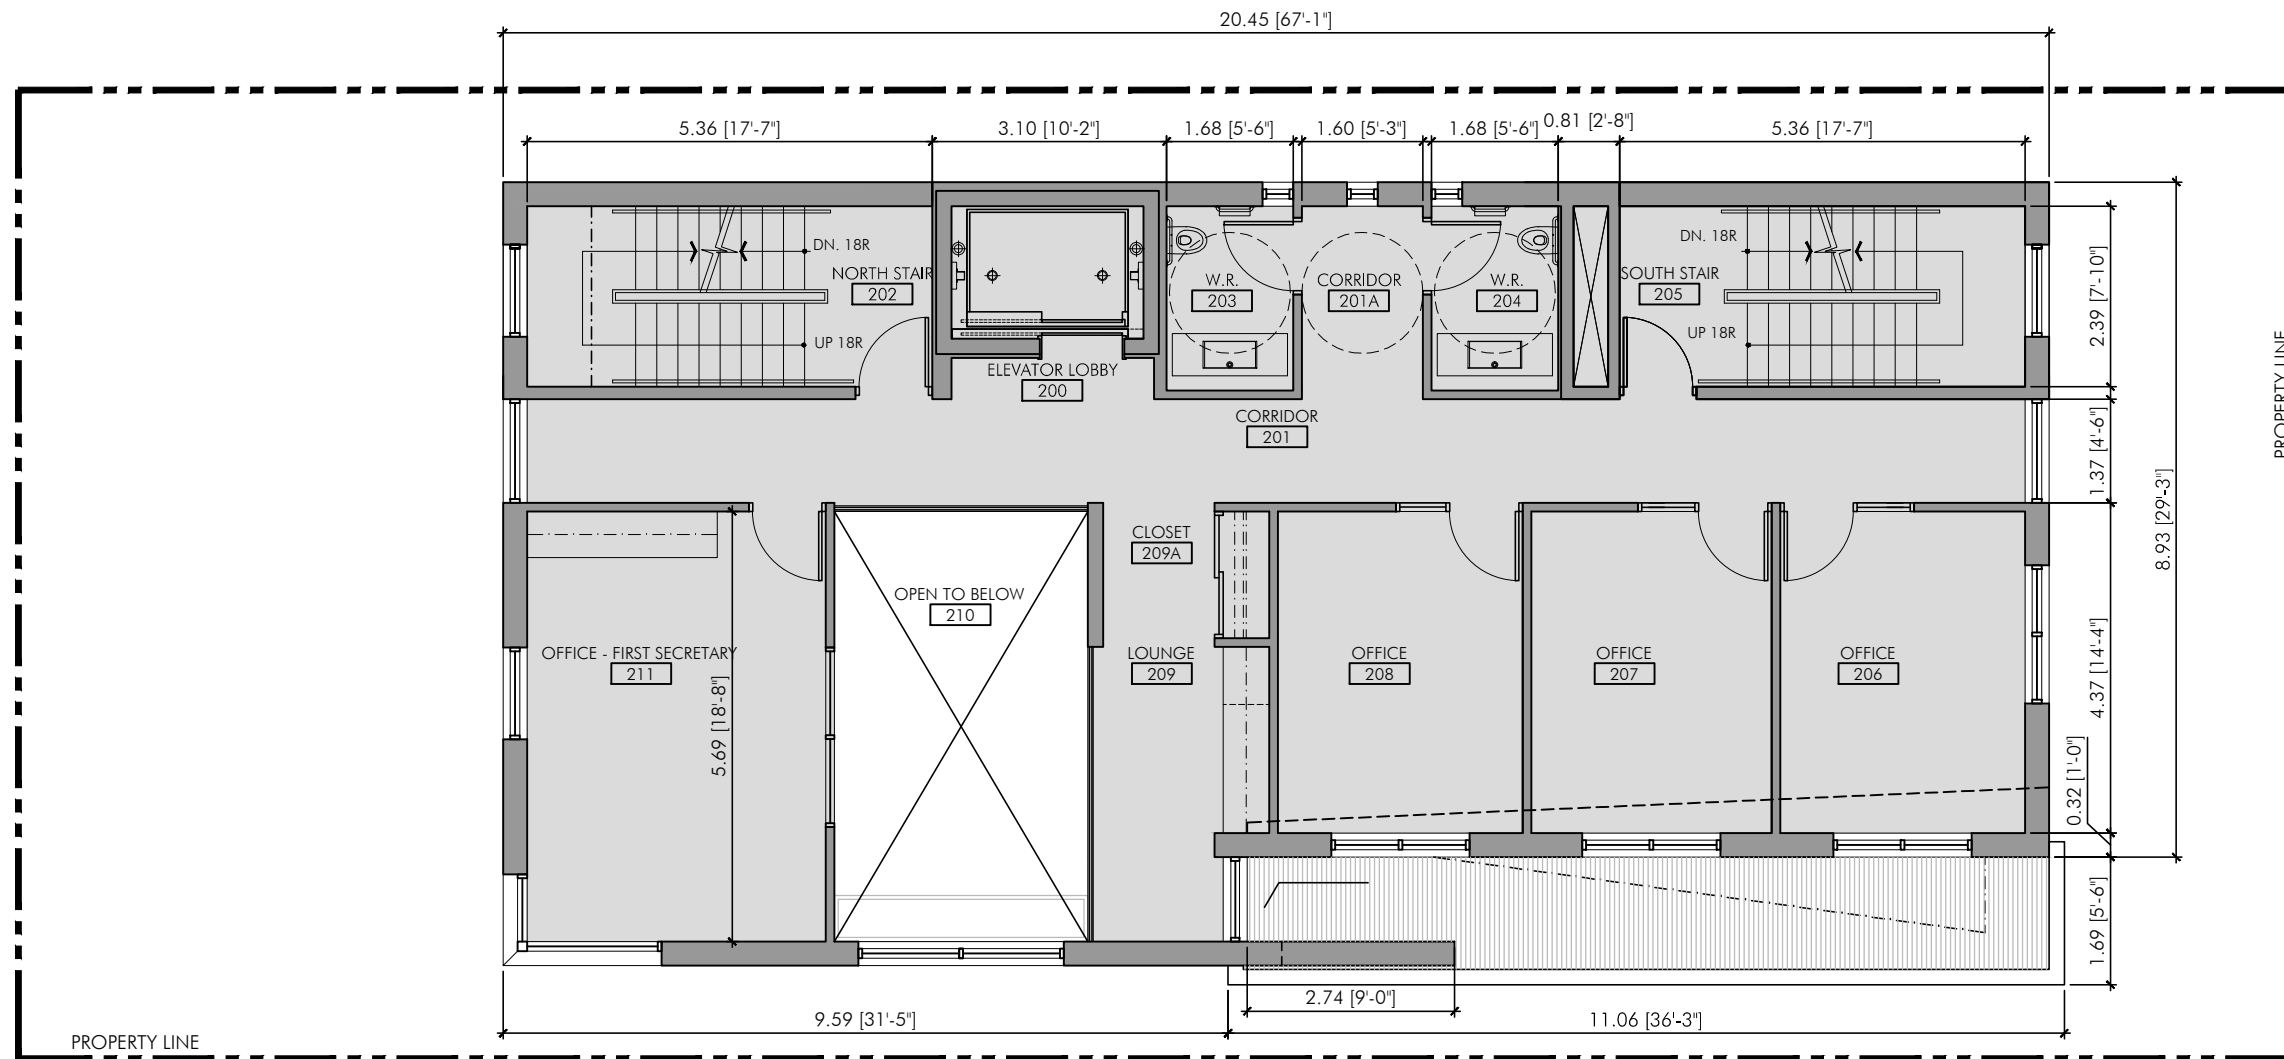 20.45 [67'-1"]
5.36 [17'-7"]
3.10 [10'-2"]
1.68 [5'-6"]
1.60 [5'-3"]
1.68 [5'-6"]
0.81 [2'-8"]
5.36 [17'-7"]
DN. 18R
NORTH STAIR
202
UP 18R
W.R.
203
CORRIDOR
201A
W.R.
204
DN. 18R
SOUTH STAIR
205
UP 18R
2.39 [7'-10"]
PROPERTY LINE
ELEVATOR LOBBY
200
CORRIDOR
201
1.37 [4'-6"]
8.93 [29'-3"]
CLOSET
209A
OPEN TO BELOW
210
OFFICE - FIRST SECRETARY
211
5.69 [18'-8"]
LOUNGE
209
OFFICE
208
OFFICE
207
OFFICE
206
4.37 [14'-4"]
0.32 [1'-0"]
1.69 [5'-6"]
2.74 [9'-0"]
9.59 [31'-5"]
11.06 [36'-3"]
PROPERTY LINE